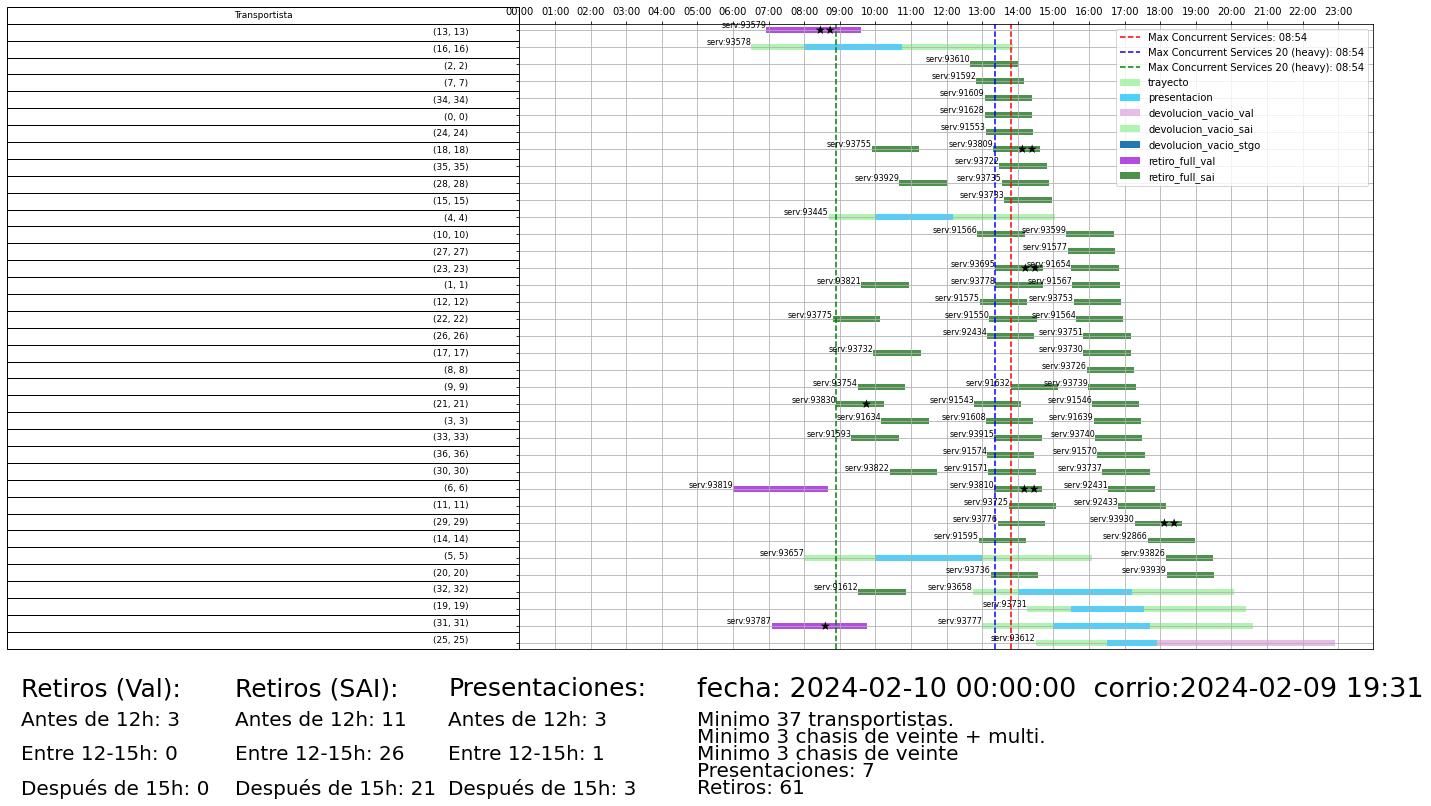 Transportista
00:00 01:00 02:00 03:00 04:00 05:00 06:00 07:00 08:00 09:00 10:00 11:00 12:00 13:00 14:00 15:00 16:00 17:00 18:00 19:00 20:00 21:00 22:00 23:00
(13, 13) serv:93579
(16, 16) serv:93578
(2, 2) serv:93610
(7, 7) serv:91592
(34, 34) serv:91609
(0, 0) serv:91628
(24, 24) serv:91553
(18, 18) serv:93755 serv:93809
(35, 35) serv:93722
(28, 28) serv:93929 serv:93735
(15, 15) serv:93733
(4, 4) serv:93445
(10, 10) serv:91566 serv:93599
(27, 27) serv:91577
(23, 23) serv:93695 serv:91654
(1, 1) serv:93821 serv:93778 serv:91567
(12, 12) serv:91575 serv:93753
(22, 22) serv:93775 serv:91550 serv:91564
(26, 26) serv:92434 serv:93751
(17, 17) serv:93732 serv:93730
(8, 8) serv:93726
(9, 9) serv:93754 serv:91632 serv:93739
(21, 21) serv:93830 serv:91543 serv:91546
(3, 3) serv:91634 serv:91608 serv:91639
(33, 33) serv:91593 serv:93915 serv:93740
(36, 36) serv:91574 serv:91570
(30, 30) serv:93822 serv:91571 serv:93737
(6, 6) serv:93819 serv:93810 serv:92431
(11, 11) serv:93725 serv:92433
(29, 29) serv:93776 serv:93930
(14, 14) serv:91595 serv:92866
(5, 5) serv:93657 serv:93826
(20, 20) serv:93736 serv:93939
(32, 32) serv:91612 serv:93658
(19, 19) serv:93731
(31, 31) serv:93787 serv:93777
(25, 25) serv:93612
Max Concurrent Services: 08:54
Max Concurrent Services 20 (heavy): 08:54
Max Concurrent Services 20 (heavy): 08:54
trayecto
presentacion
devolucion_vacio_val
devolucion_vacio_sai
devolucion_vacio_stgo
retiro_full_val
retiro_full_sai
Retiros (Val):
Antes de 12h: 3
Entre 12-15h: 0
Después de 15h: 0
Retiros (SAI):
Antes de 12h: 11
Entre 12-15h: 26
Después de 15h: 21
Presentaciones:
Antes de 12h: 3
Entre 12-15h: 1
Después de 15h: 3
fecha: 2024-02-10 00:00:00 corrio:2024-02-09 19:31
Minimo 37 transportistas.
Minimo 3 chasis de veinte + multi.
Minimo 3 chasis de veinte
Presentaciones: 7
Retiros: 61